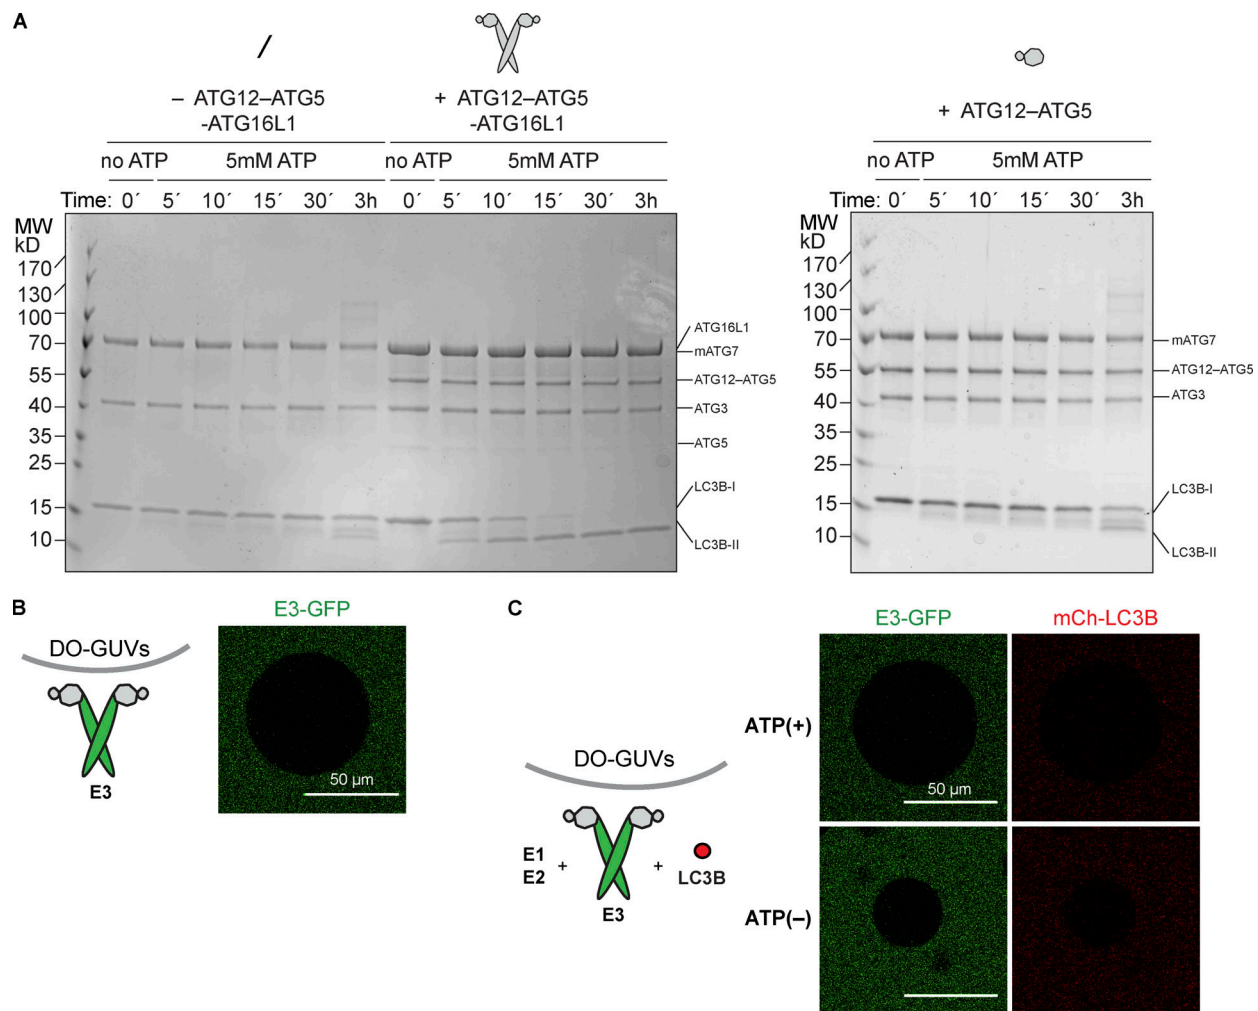 A
/
– ATG12–ATG5
-ATG16L1
+ ATG12–ATG5
-ATG16L1
+ ATG12–ATG5
no ATP 5mM ATP no ATP 5mM ATP
no ATP 5mM ATP
Time: 0´ 5´ 10´ 15´ 30´ 3h 0´ 5´ 10´ 15´ 30´ 3h
Time: 0´ 5´ 10´ 15´ 30´ 3h
MW
kD
170
130
100
70
55
40
35
25
15
10
ATG16L1
mATG7
ATG12–ATG5
ATG3
ATG5
LC3B-I
LC3B-II
MW
kD
170
130
100
70
55
40
35
25
15
10
mATG7
ATG12–ATG5
ATG3
LC3B-I
LC3B-II
B
E3-GFP
DO-GUVs
E3
50 µm
C
E3-GFP mCh-LC3B
ATP(+)
DO-GUVs
50 µm
E1
E2
+
+
LC3B
E3
ATP(–)